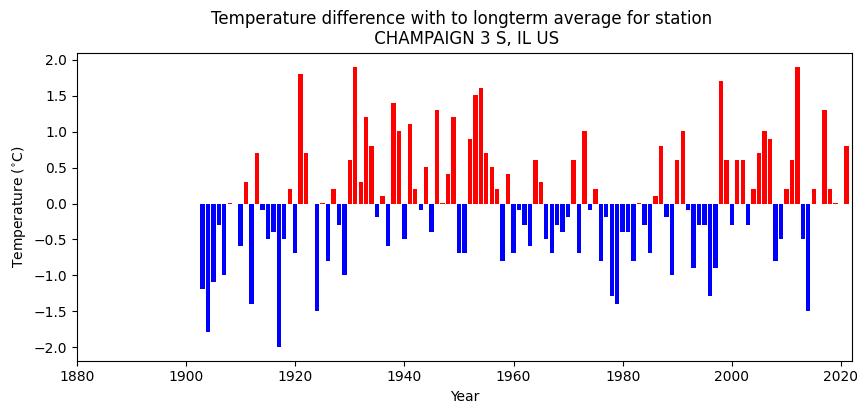 Temperature difference with to longterm average for station
CHAMPAIGN 3 S, IL US
2.0
1.5
1.0
0.5
0.0
−0.5
−1.0
−1.5
−2.0
Temperature (°C)
1880 1900 1920 1940 1960 1980 2000 2020
Year